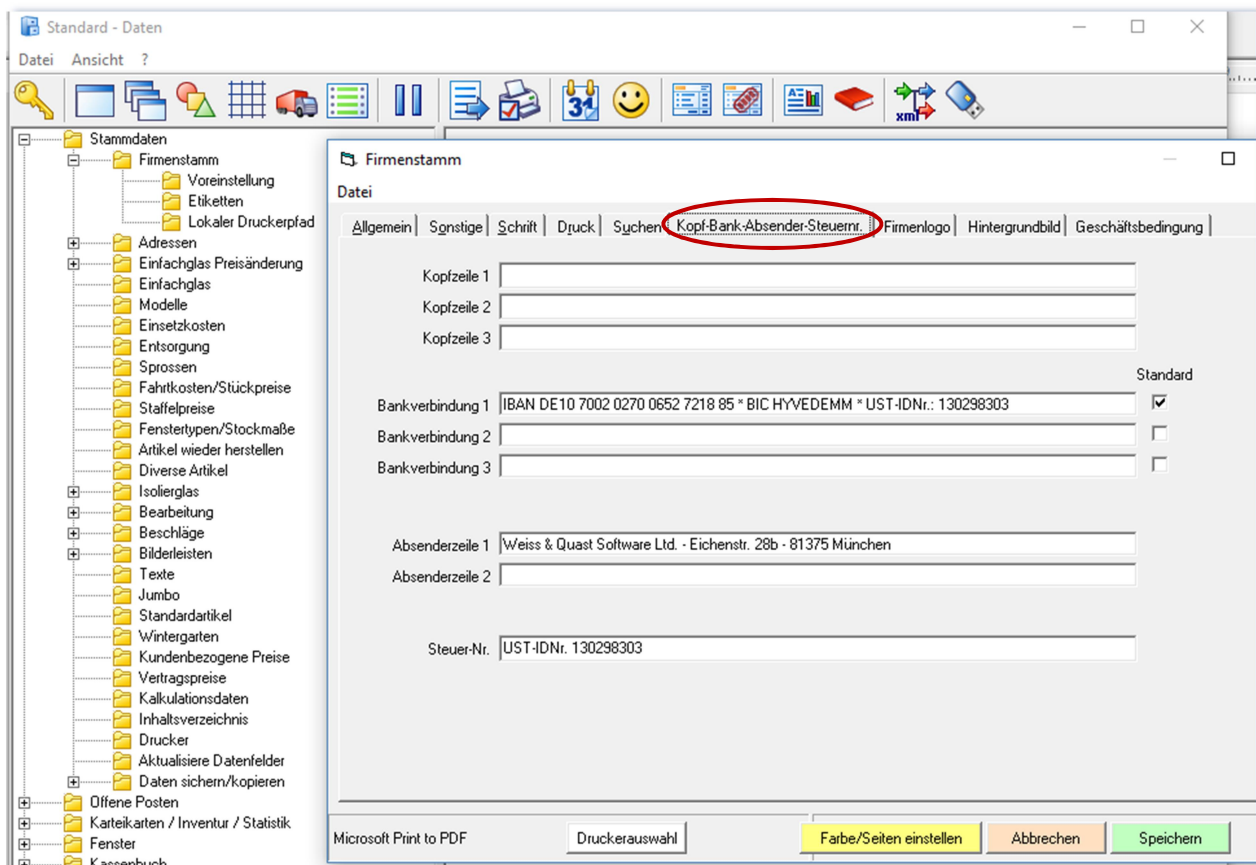 Standard - Daten
Datei Ansicht ?
31
xml
Stammdaten
Firmenstamm
Voreinstellung
Etiketten
Lokaler Druckerpfad
Adressen
Einfachglas Preisänderung
Einfachglas
Modelle
Einsetzkosten
Entsorgung
Sprossen
Fahrtkosten/Stückpreise
Staffelpreise
Fenstertypen/Stockmaße
Artikel wieder herstellen
Diverse Artikel
Isolierglas
Bearbeitung
Beschläge
Bilderleisten
Texte
Jumbo
Standardartikel
Wintergarten
Kundenbezogene Preise
Vertragspreise
Kalkulationsdaten
Inhaltsverzeichnis
Drucker
Aktualisiere Datenfelder
Daten sichern/kopieren
Offene Posten
Karteikarten / Inventur / Statistik
Fenster
Kassenbuch
Firmenstamm
Datei
Allgemein Sonstige Schrift Druck Suchen Kopf-Bank-Absender-Steuernr. Firmenlogo Hintergrundbild Geschäftsbedingung
Kopfzeile 1
Kopfzeile 2
Kopfzeile 3
Standard
Bankverbindung 1 IBAN DE10 7002 0270 0652 7218 85 * BIC HYVEDEMM * UST-IDNr.: 130298303
Bankverbindung 2
Bankverbindung 3
Absenderzeile 1 Weiss & Quast Software Ltd. - Eichenstr. 28b - 81375 München
Absenderzeile 2
Steuer-Nr. UST-IDNr. 130298303
Microsoft Print to PDF Druckerauswahl Farbe/Seiten einstellen Abbrechen Speichern